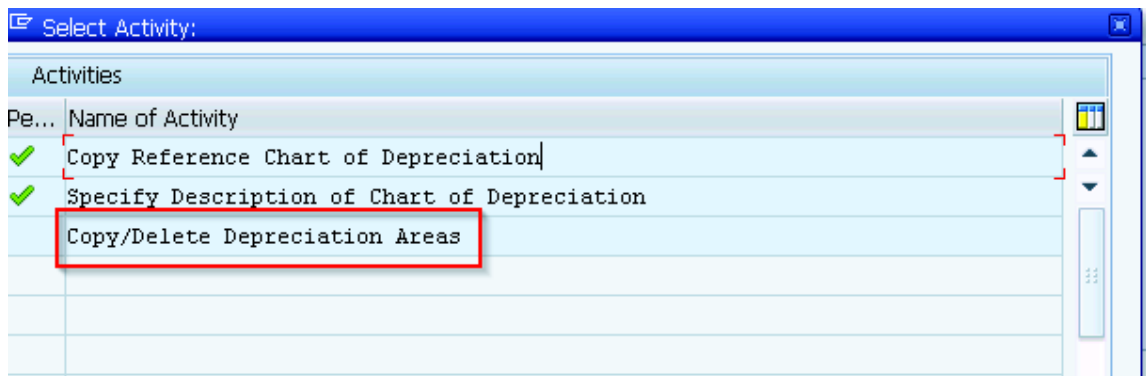 Select Activity:
Activities
Pe... Name of Activity
Copy Reference Chart of Depreciation
Specify Description of Chart of Depreciation
Copy/Delete Depreciation Areas